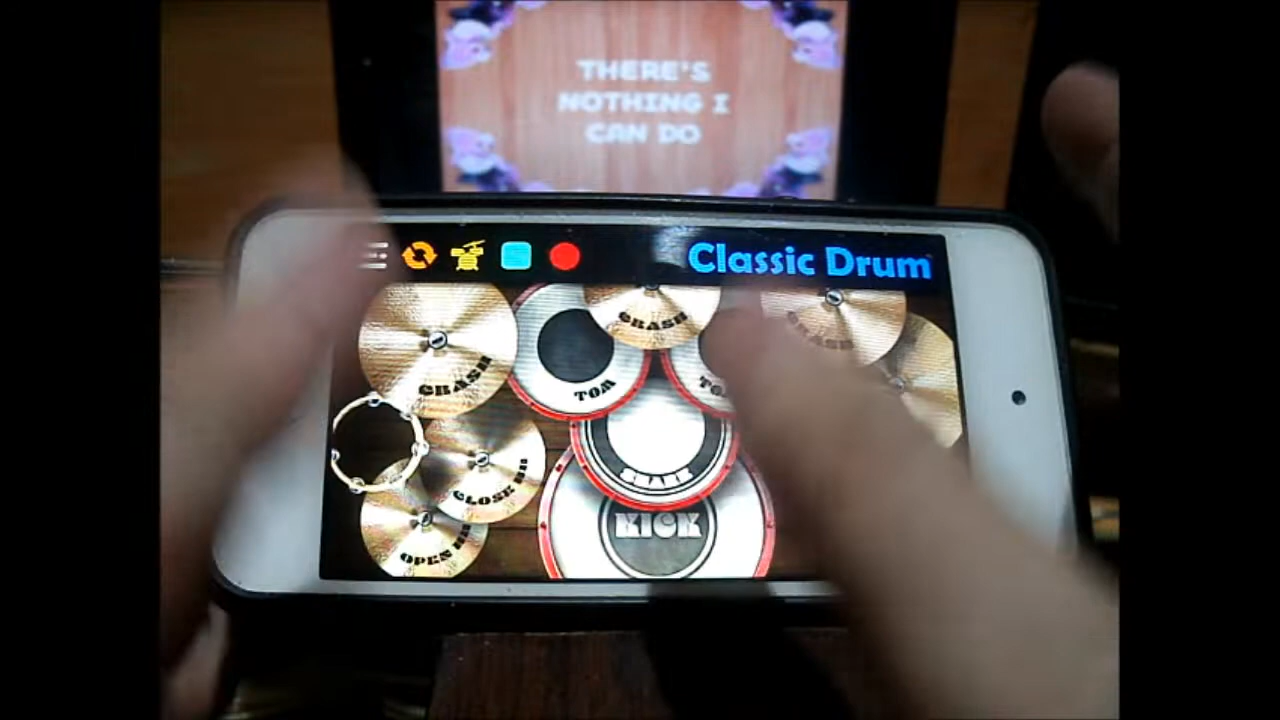 THERE'S
NOTHING I
CAN DO
Classic Drum
CRASH
TOM
CRASH
CRASH
CLOSE HH
SNARE
KICK
OPEN HH